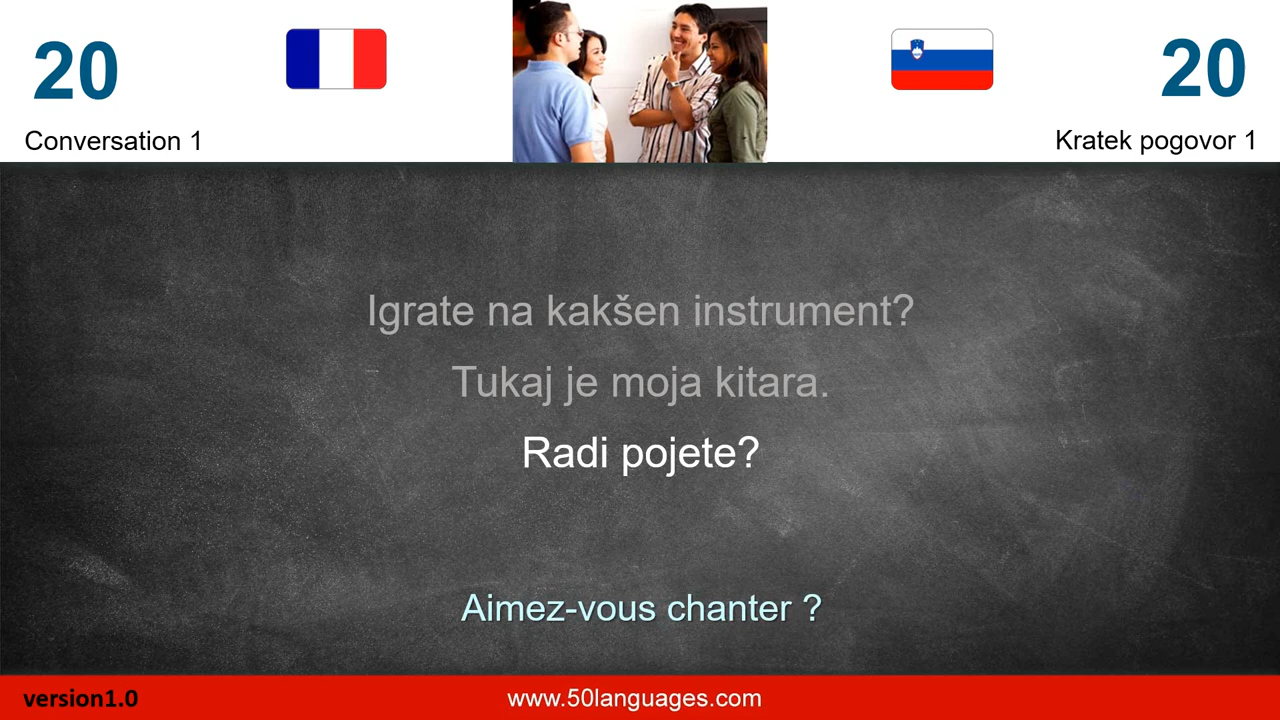 20
20
Conversation 1
Kratek pogovor 1
Igrate na kakšen instrument?
Tukaj je moja kitara.
Radi pojete?
Aimez-vous chanter ?
version1.0
www.50languages.com